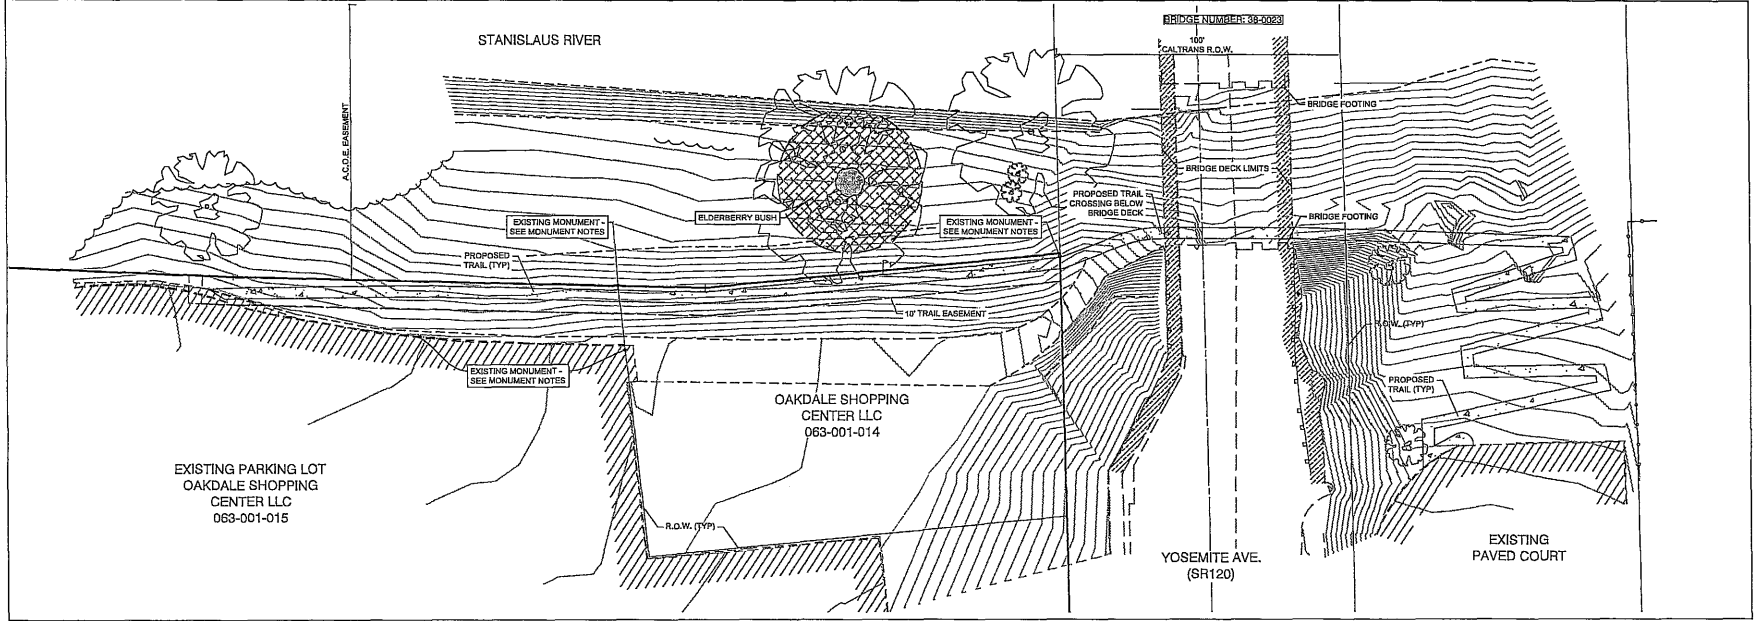 BRIDGE NUMBER: 38-0023
STANISLAUS RIVER
100'
CALTRANS R.O.W.
A.C.O.E. EASEMENT
BRIDGE FOOTING
BRIDGE DECK LIMITS
PROPOSED TRAIL
CROSSING BELOW
BRIDGE DECK
EXISTING MONUMENT -
SEE MONUMENT NOTES
ELDERBERRY BUSH
EXISTING MONUMENT -
SEE MONUMENT NOTES
BRIDGE FOOTING
PROPOSED
TRAIL (TYP)
10' TRAIL EASEMENT
R.O.W. (TYP)
EXISTING MONUMENT -
SEE MONUMENT NOTES
PROPOSED
TRAIL (TYP)
OAKDALE SHOPPING
CENTER LLC
063-001-014
EXISTING PARKING LOT
OAKDALE SHOPPING
CENTER LLC
063-001-015
R.O.W. (TYP)
YOSEMITE AVE.
(SR120)
EXISTING
PAVED COURT